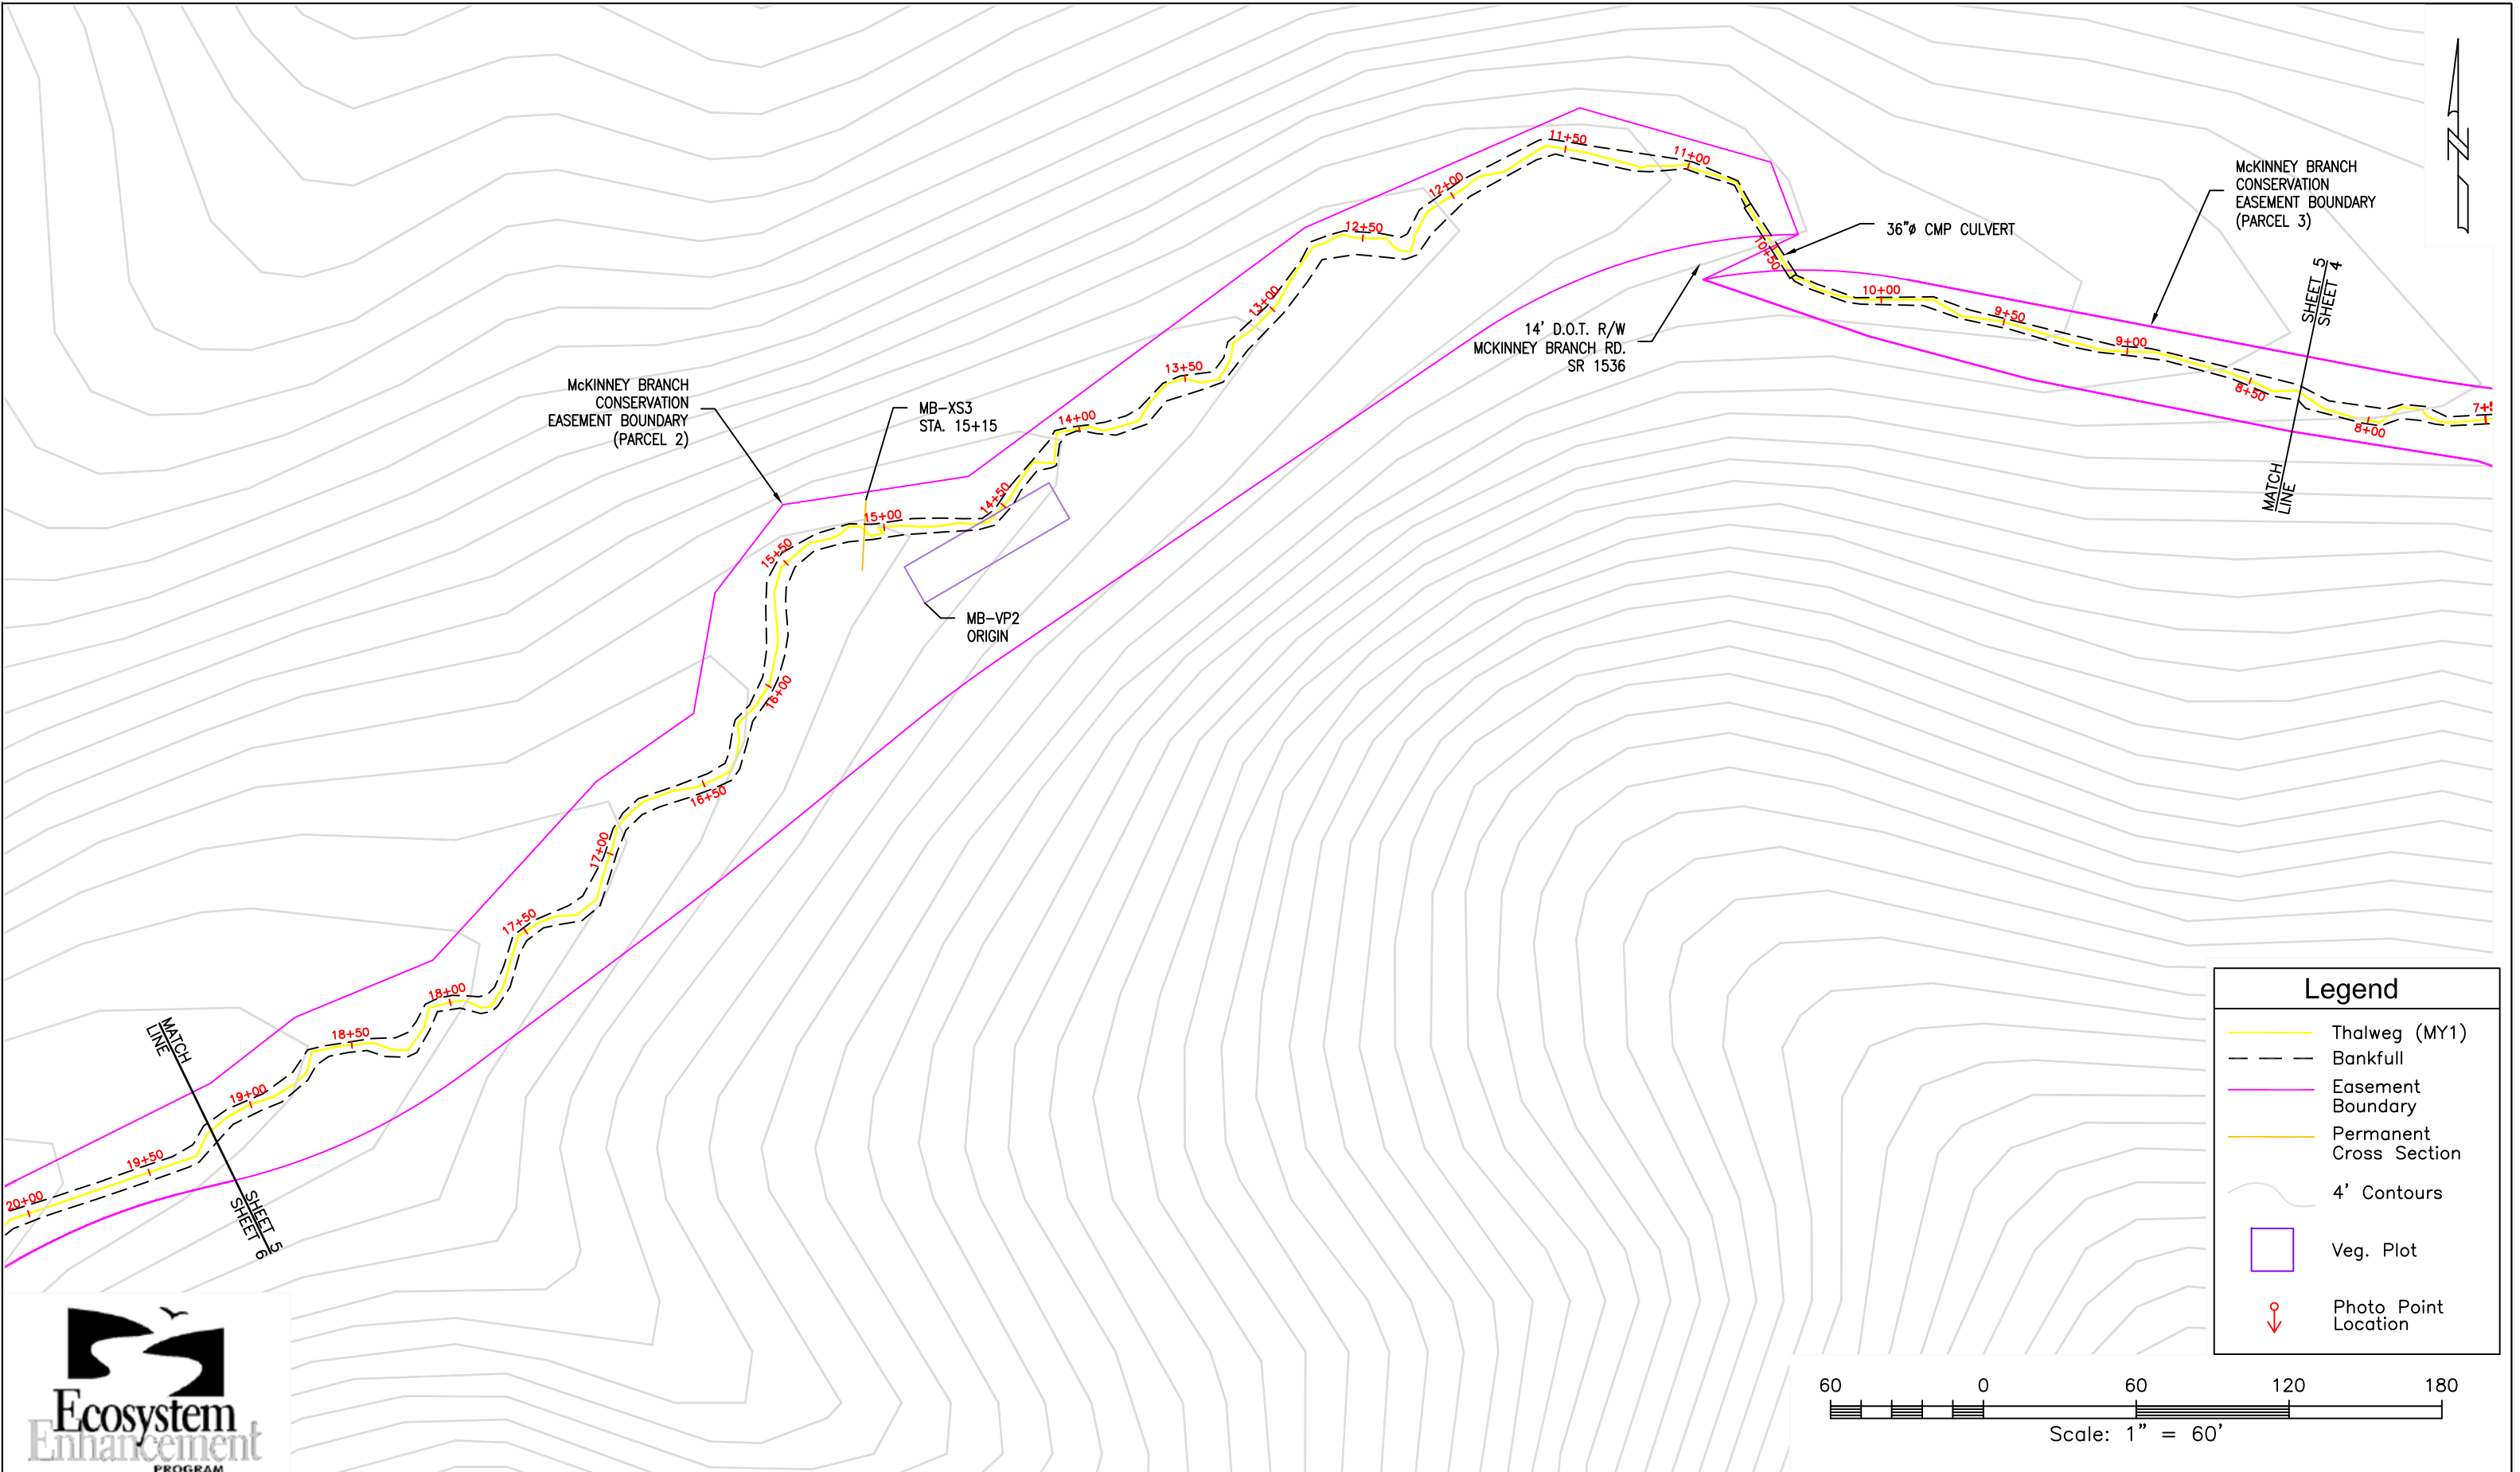 11+50
11+00
12+00
12+50
10+50
36"ø CMP CULVERT
McKINNEY BRANCH
CONSERVATION
EASEMENT BOUNDARY
(PARCEL 3)
SHEET 5
SHEET 4
MATCH
LINE
10+00
9+50
9+00
8+50
8+00
14' D.O.T. R/W
MCKINNEY BRANCH RD.
SR 1536
13+00
13+50
14+00
14+50
McKINNEY BRANCH
CONSERVATION
EASEMENT BOUNDARY
(PARCEL 2)
MB-XS3
STA. 15+15
15+00
15+50
MB-VP2
ORIGIN
16+00
16+50
17+00
17+50
18+00
18+50
19+00
19+50
20+00
MATCH
LINE
SHEET 5
SHEET 6
Legend
Thalweg (MY1)
Bankfull
Easement
Boundary
Permanent
Cross Section
4' Contours
Veg. Plot
Photo Point
Location
60 0 60 120 180
Scale: 1" = 60'
Ecosystem
Enhancement
PROGRAM